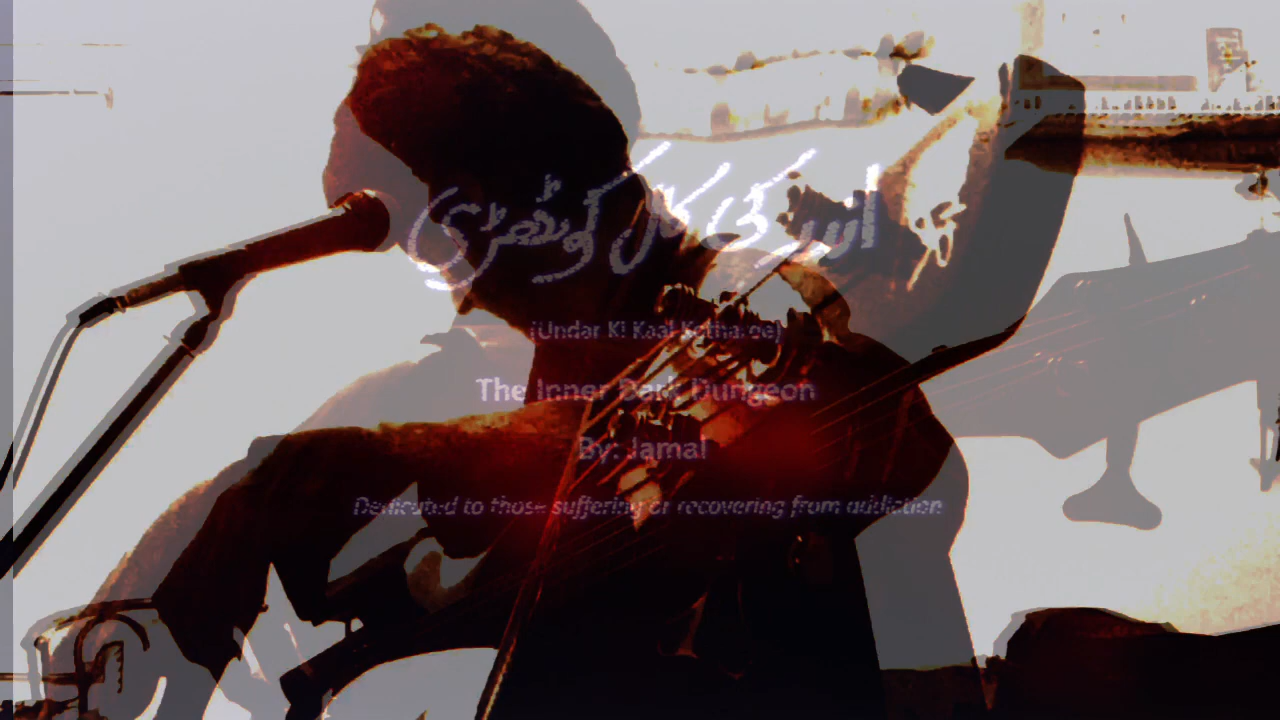 اندر کی کال کوٹھڑی
(Undar Ki Kaal Kotharee)
The Inner Dark Dungeon
By: Jamal
Dedicated to those suffering or recovering from addiction